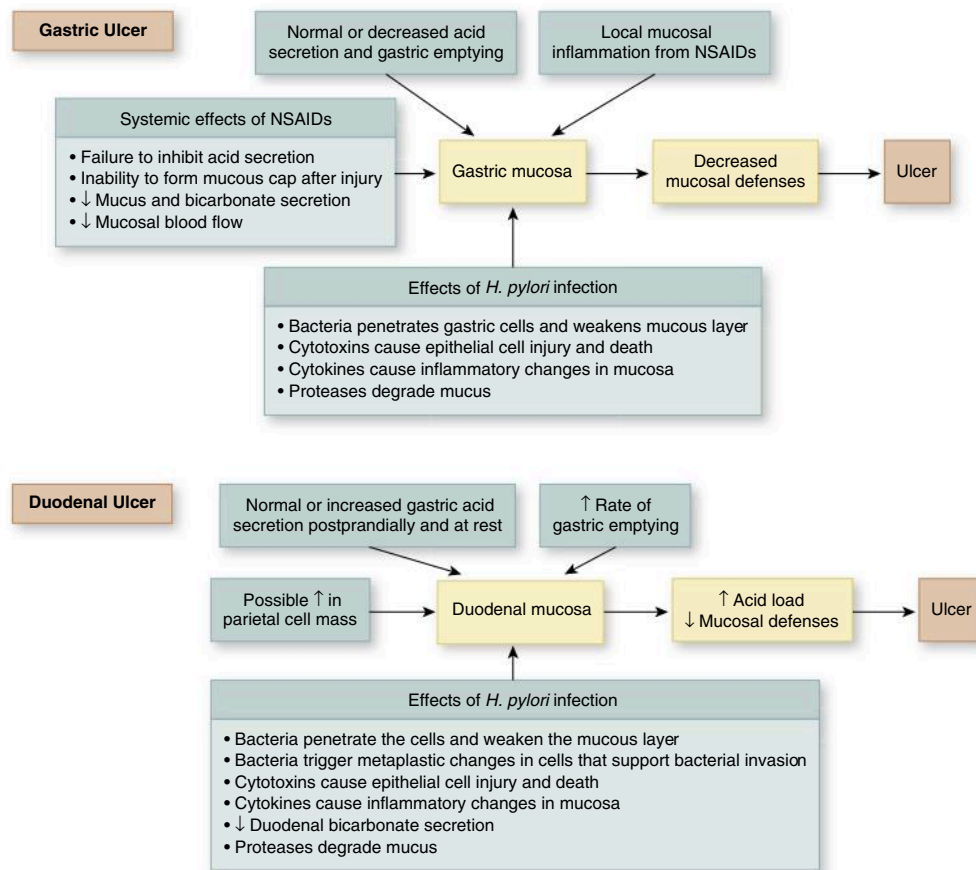 Gastric Ulcer
Normal or decreased acid
secretion and gastric emptying
Local mucosal
inflammation from NSAIDs
Systemic effects of NSAIDs
• Failure to inhibit acid secretion
• Inability to form mucous cap after injury
• ↓ Mucus and bicarbonate secretion
• ↓ Mucosal blood flow
Gastric mucosa
Decreased
mucosal defenses
Ulcer
Effects of H. pylori infection
• Bacteria penetrates gastric cells and weakens mucous layer
• Cytotoxins cause epithelial cell injury and death
• Cytokines cause inflammatory changes in mucosa
• Proteases degrade mucus
Duodenal Ulcer
Normal or increased gastric acid
secretion postprandially and at rest
↑ Rate of
gastric emptying
Possible ↑ in
parietal cell mass
Duodenal mucosa
↑ Acid load
↓ Mucosal defenses
Ulcer
Effects of H. pylori infection
• Bacteria penetrate the cells and weaken the mucous layer
• Bacteria trigger metaplastic changes in cells that support bacterial invasion
• Cytotoxins cause epithelial cell injury and death
• Cytokines cause inflammatory changes in mucosa
• ↓ Duodenal bicarbonate secretion
• Proteases degrade mucus